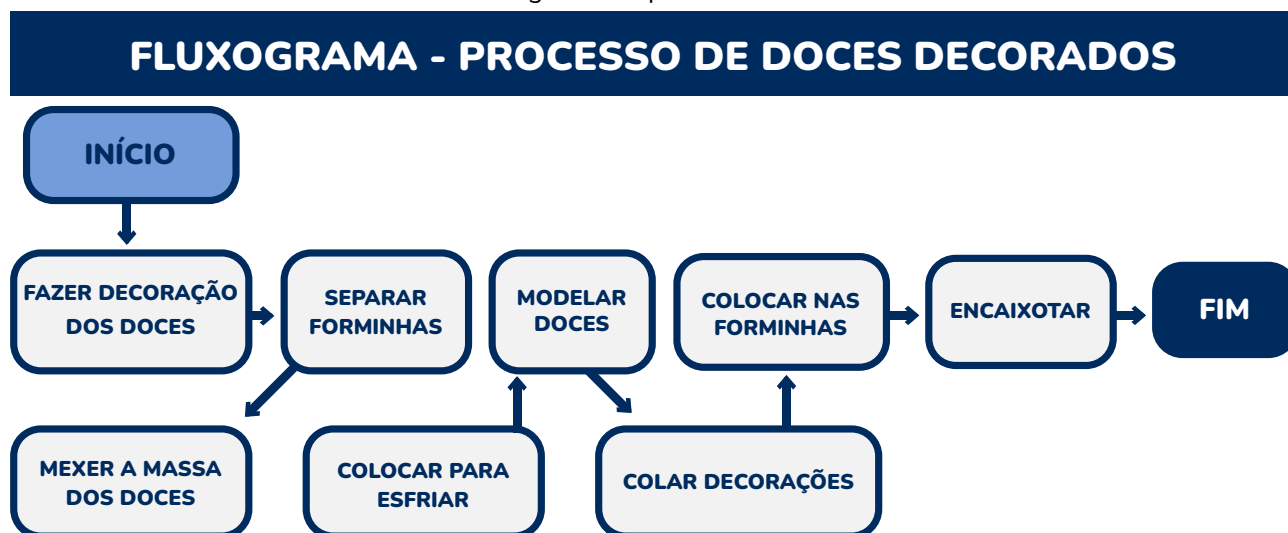 FLUXOGRAMA - PROCESSO DE DOCES DECORADOS
INÍCIO
FAZER DECORAÇÃO
DOS DOCES
SEPARAR
FORMINHAS
MODELAR
DOCES
COLOCAR NAS
FORMINHAS
ENCAIXOTAR
FIM
MEXER A MASSA
DOS DOCES
COLOCAR PARA
ESFRIAR
COLAR DECORAÇÕES